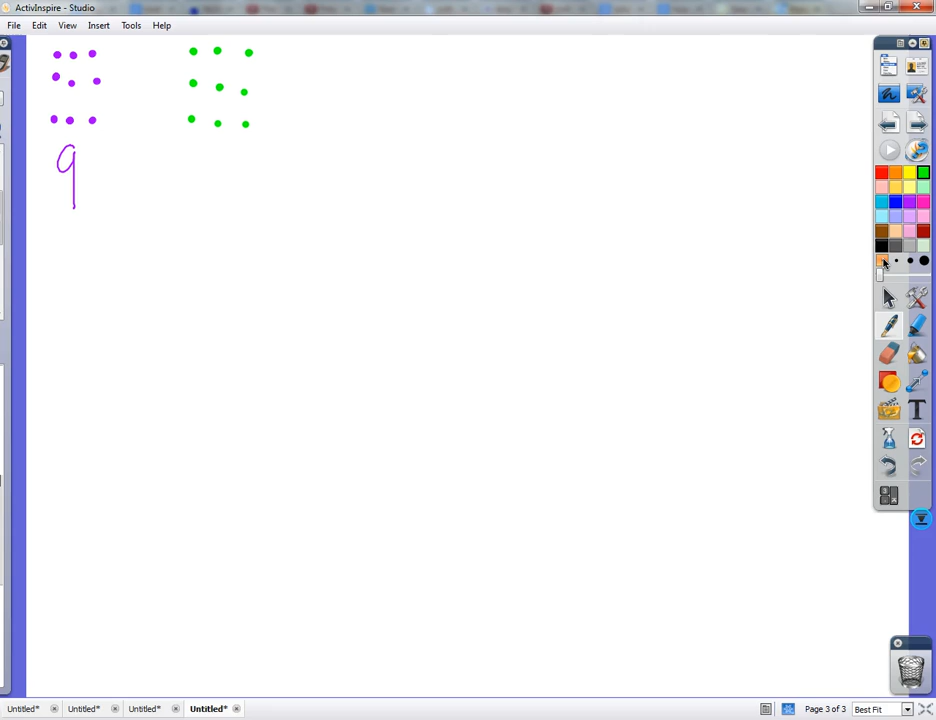 ActivInspire - Studio
File Edit View Insert Tools Help
9
Untitled* Untitled* Untitled* Untitled*
Page 3 of 3 Best Fit